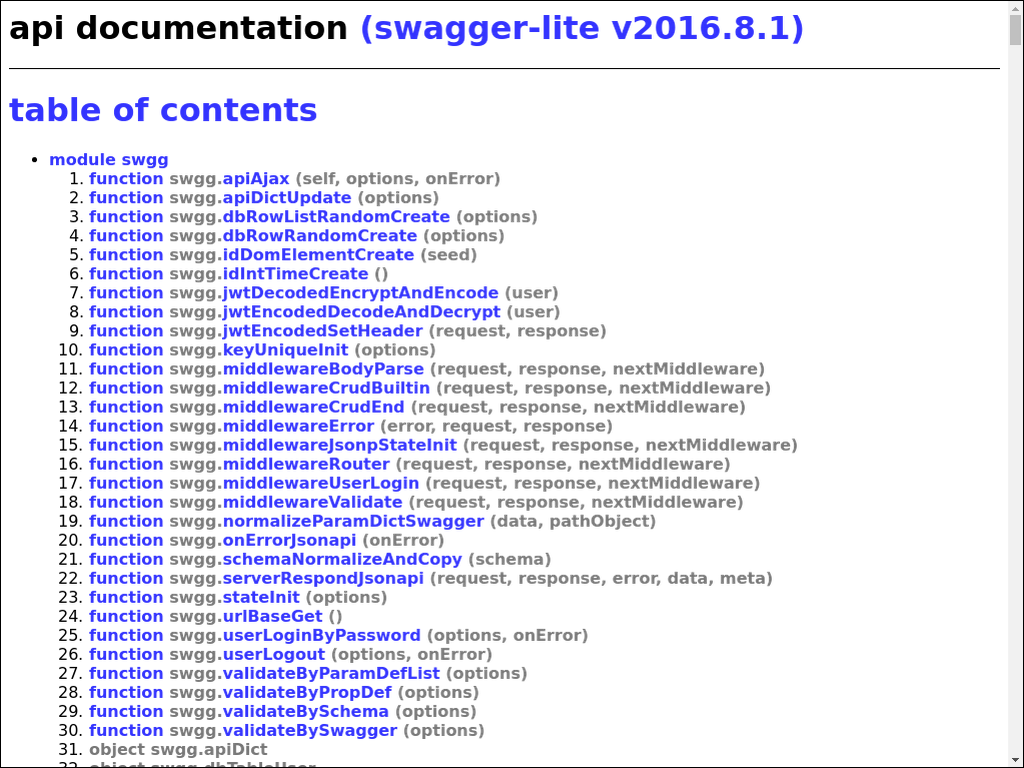 api documentation (swagger-lite v2016.8.1)
table of contents
• module swgg
1. function swgg.apiAjax (self, options, onError)
2. function swgg.apiDictUpdate (options)
3. function swgg.dbRowListRandomCreate (options)
4. function swgg.dbRowRandomCreate (options)
5. function swgg.idDomElementCreate (seed)
6. function swgg.idIntTimeCreate ()
7. function swgg.jwtDecodedEncryptAndEncode (user)
8. function swgg.jwtEncodedDecodeAndDecrypt (user)
9. function swgg.jwtEncodedSetHeader (request, response)
10. function swgg.keyUniqueInit (options)
11. function swgg.middlewareBodyParse (request, response, nextMiddleware)
12. function swgg.middlewareCrudBuiltin (request, response, nextMiddleware)
13. function swgg.middlewareCrudEnd (request, response, nextMiddleware)
14. function swgg.middlewareError (error, request, response)
15. function swgg.middlewareJsonpStateInit (request, response, nextMiddleware)
16. function swgg.middlewareRouter (request, response, nextMiddleware)
17. function swgg.middlewareUserLogin (request, response, nextMiddleware)
18. function swgg.middlewareValidate (request, response, nextMiddleware)
19. function swgg.normalizeParamDictSwagger (data, pathObject)
20. function swgg.onErrorJsonapi (onError)
21. function swgg.schemaNormalizeAndCopy (schema)
22. function swgg.serverRespondJsonapi (request, response, error, data, meta)
23. function swgg.stateInit (options)
24. function swgg.urlBaseGet ()
25. function swgg.userLoginByPassword (options, onError)
26. function swgg.userLogout (options, onError)
27. function swgg.validateByParamDefList (options)
28. function swgg.validateByPropDef (options)
29. function swgg.validateBySchema (options)
30. function swgg.validateBySwagger (options)
31. object swgg.apiDict
32. object swgg.dbTableUser